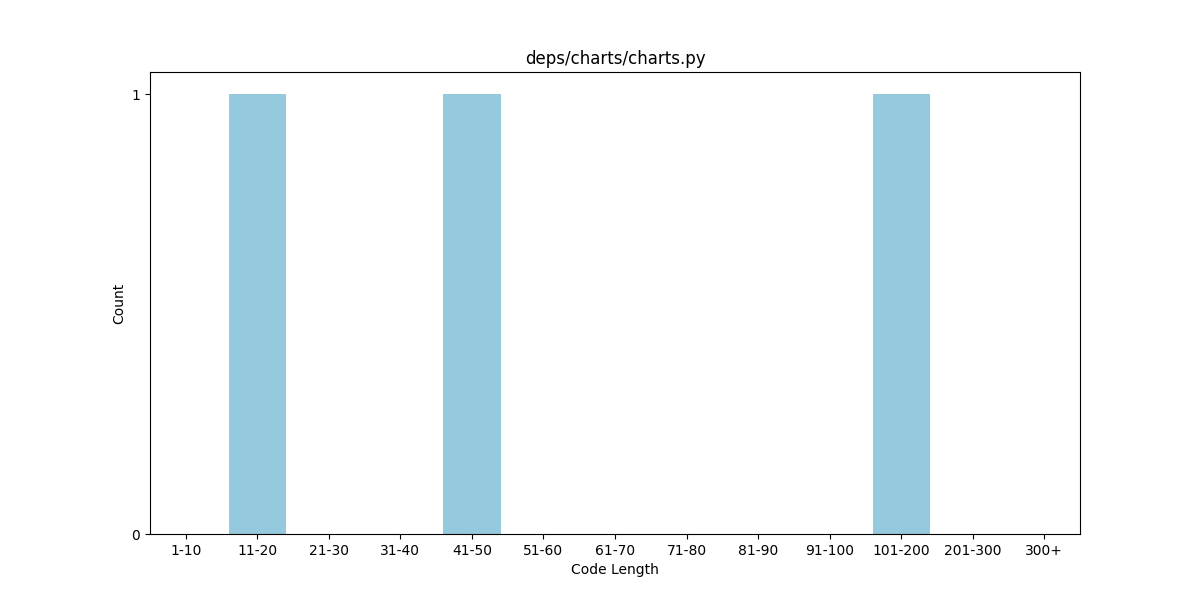 deps/charts/charts.py
1
Count
0
1-10 11-20 21-30 31-40 41-50 51-60 61-70 71-80 81-90 91-100 101-200 201-300 300+
Code Length